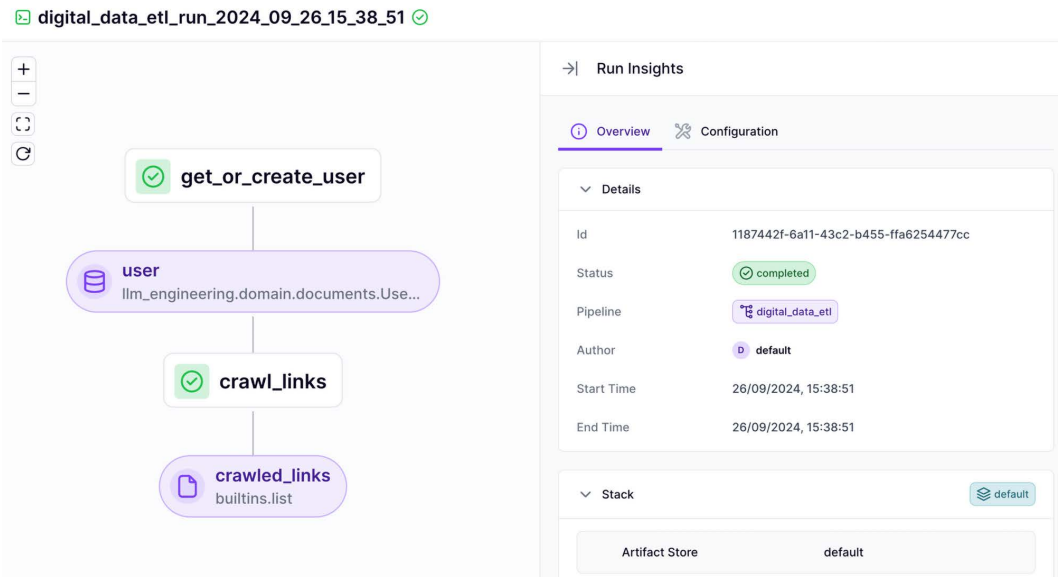 digital_data_etl_run_2024_09_26_15_38_51
get_or_create_user
user
llm_engineering.domain.documents.Use...
crawl_links
crawled_links
builtins.list
Run Insights
Overview
Configuration
Details
Id 1187442f-6a11-43c2-b455-ffa6254477cc
Status completed
Pipeline digital_data_etl
Author D default
Start Time 26/09/2024, 15:38:51
End Time 26/09/2024, 15:38:51
Stack default
Artifact Store default